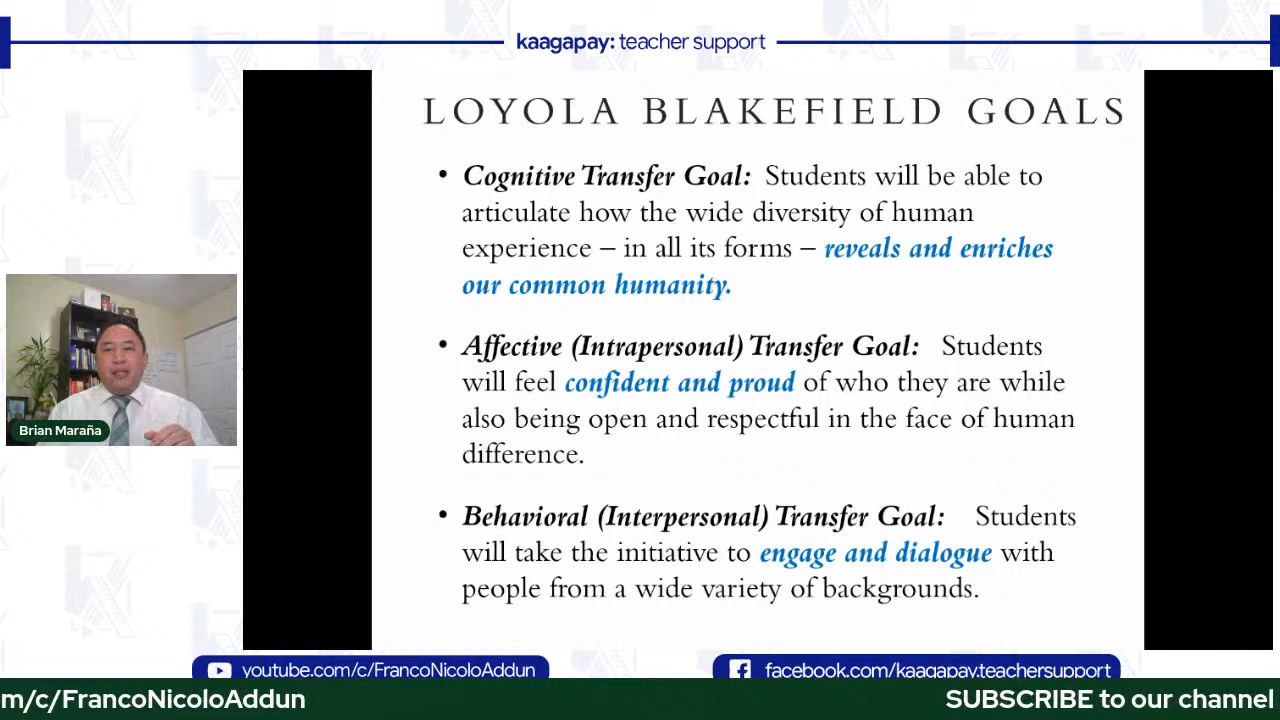 kaagapay: teacher support
LOYOLA BLAKEFIELD GOALS
• Cognitive Transfer Goal: Students will be able to
articulate how the wide diversity of human
experience – in all its forms – reveals and enriches
our common humanity.
• Affective (Intrapersonal) Transfer Goal: Students
will feel confident and proud of who they are while
also being open and respectful in the face of human
difference.
• Behavioral (Interpersonal) Transfer Goal: Students
will take the initiative to engage and dialogue with
people from a wide variety of backgrounds.
Brian Maraña
youtube.com/c/FrancoNicoloAddun
facebook.com/kaagapay.teachersupport
m/c/FrancoNicoloAddun
SUBSCRIBE to our channel